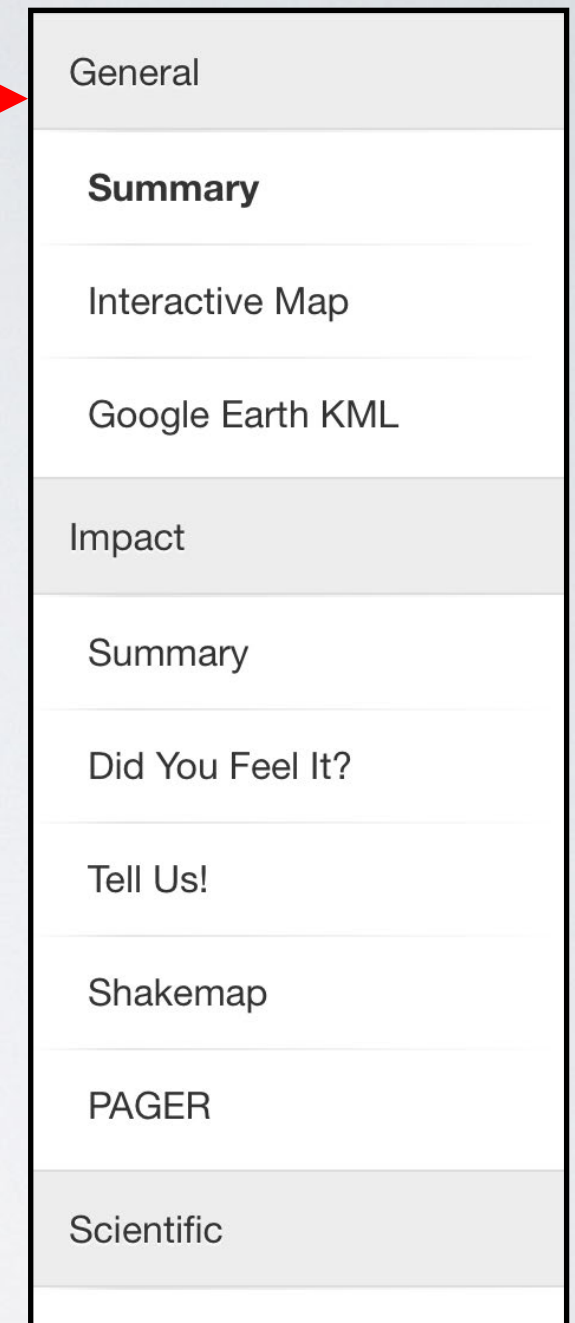 General
Summary
Interactive Map
Google Earth KML
Impact
Summary
Did You Feel It?
Tell Us!
Shakemap
PAGER
Scientific